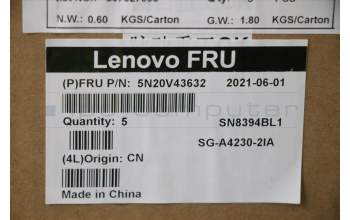 N.W.: 0.60 KGS/Carton G.W.: 1.80 KGS/Carton
Lenovo FRU
(P)FRU P/N: 5N20V43632 2021-06-01
Quantity: 5 SN8394BL1
SG-A4230-2IA
(4L)Origin: CN
Made in China